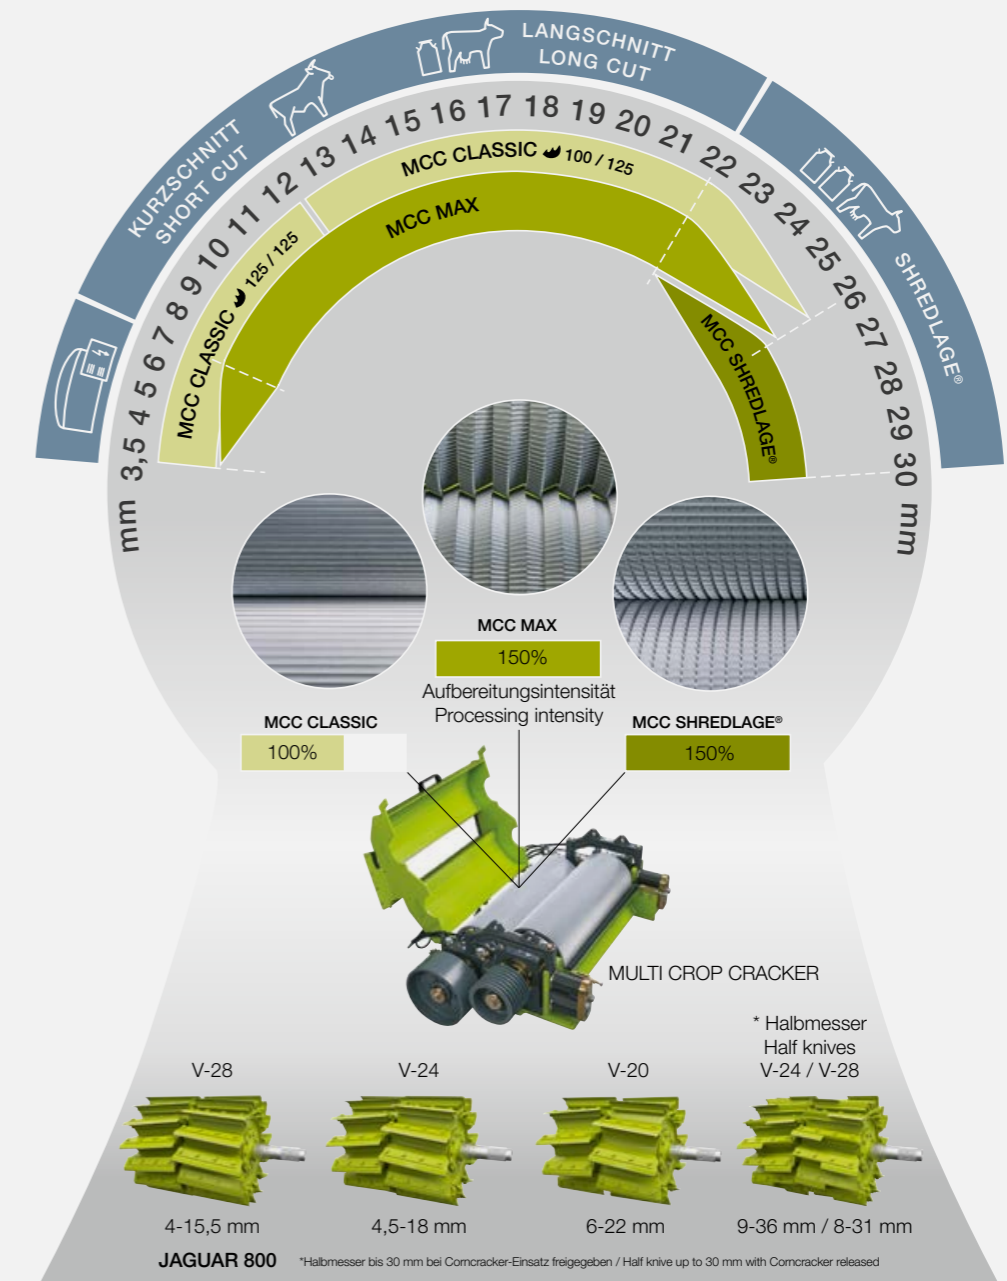 LANGSCHNITT
LONG CUT
KURZSCHNITT
SHORT CUT
SHREDLAGE®
mm 3,5 4 5 6 7 8 9 10 11 12 13 14 15 16 17 18 19 20 21 22 23 24 25 26 27 28 29 30 mm
MCC CLASSIC 125 / 125
MCC CLASSIC 100 / 125
MCC MAX
MCC SHREDLAGE®
MCC MAX
150%
Aufbereitungsintensität
Processing intensity
MCC CLASSIC
100%
MCC SHREDLAGE®
150%
MULTI CROP CRACKER
* Halbmesser
Half knives
V-28 V-24 V-20 V-24 / V-28
4-15,5 mm 4,5-18 mm 6-22 mm 9-36 mm / 8-31 mm
JAGUAR 800 *Halbmesser bis 30 mm bei Corncracker-Einsatz freigegeben / Half knive up to 30 mm with Corncracker released